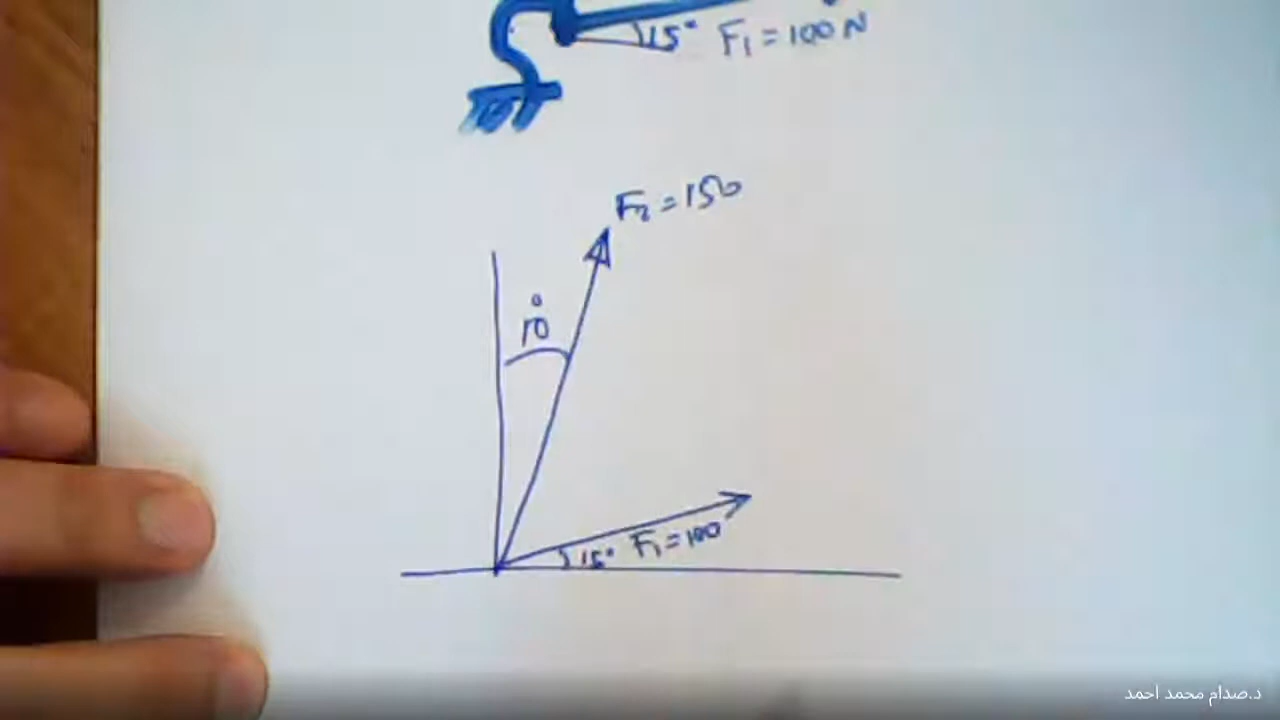 15° F₁ = 100 N
F₂ = 150
10°
15° F₁ = 100
د.صدام محمد احمد